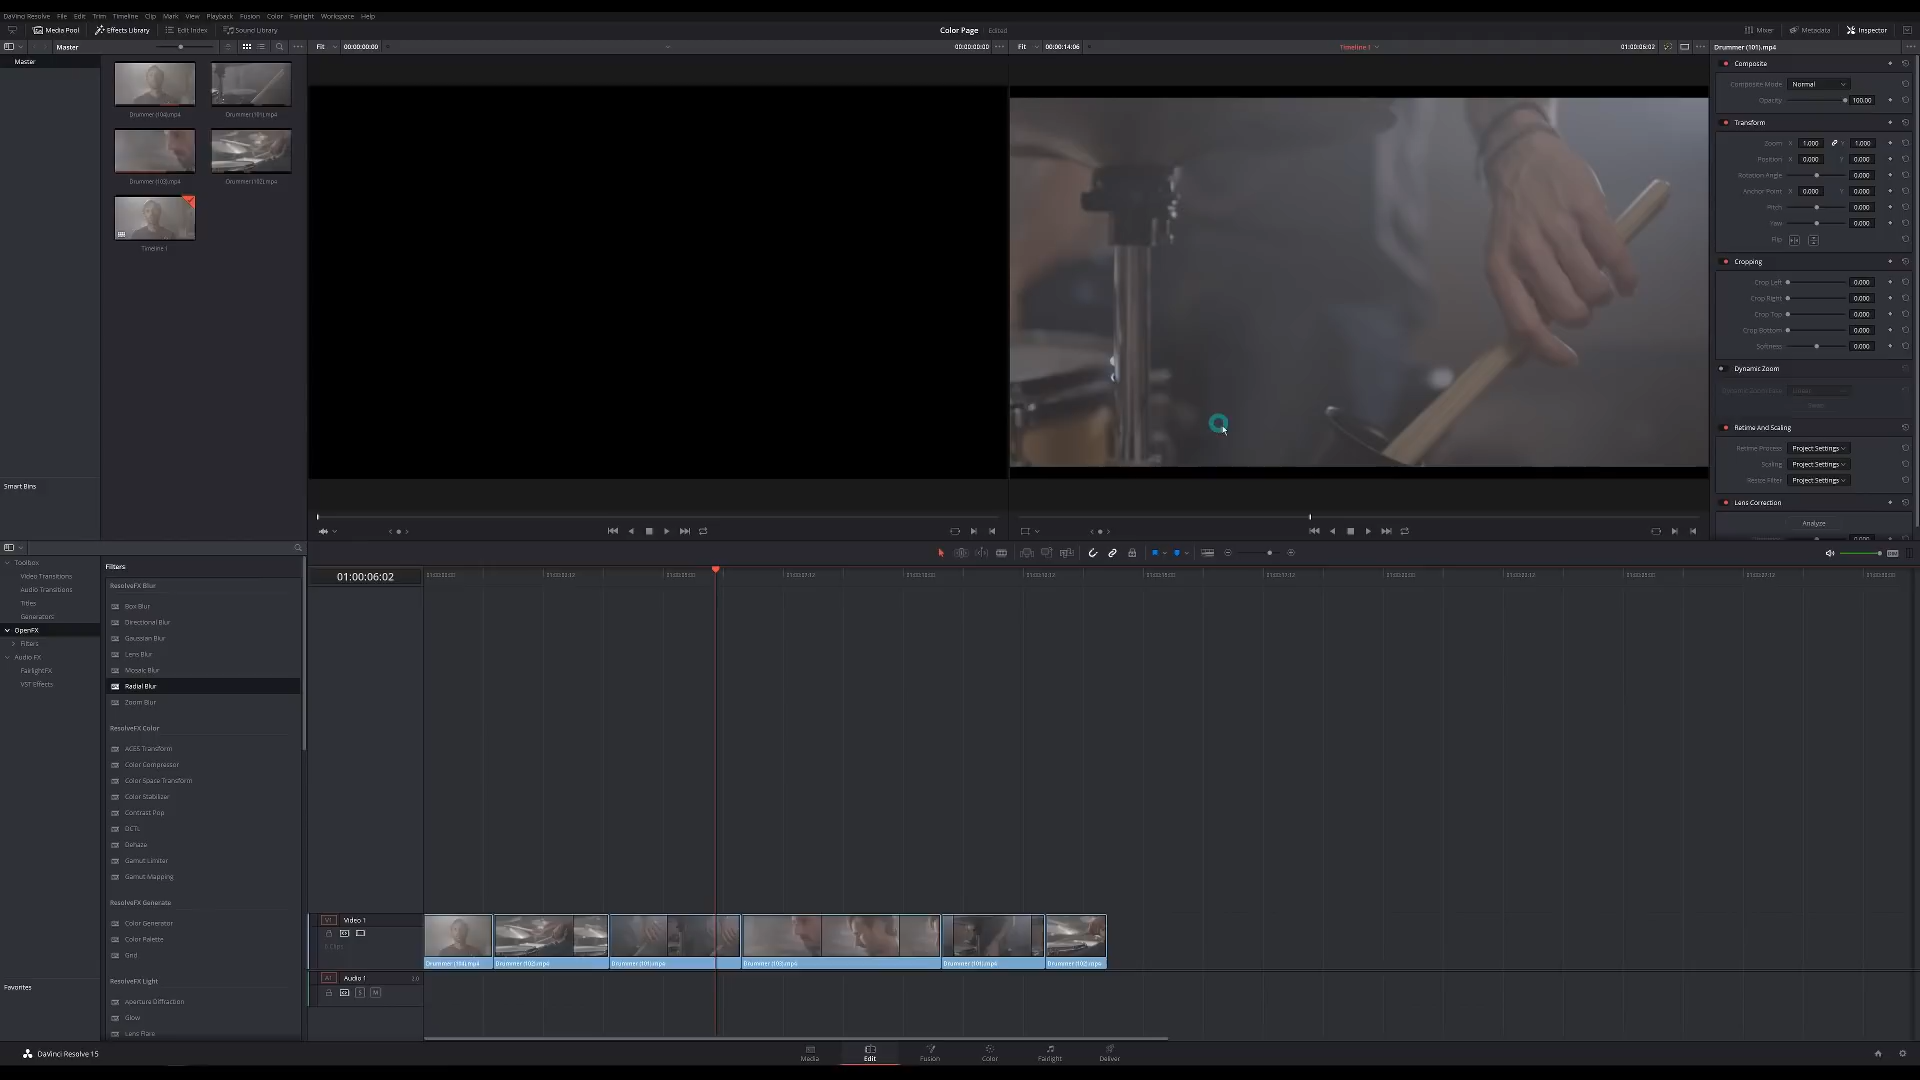 DaVinci Resolve File Edit Trim Timeline Clip Mark View Playback Fusion Color Fairlight Workspace Help
Media Pool Effects Library Edit Index Sound Library Color Page Edited Mixer Metadata Inspector
Master Fit 00:00:00:00 00:00:00:00 Fit 00:00:14:06 Timeline 1 01:00:06:02 Drummer (101).mp4
Master
Drummer (104).mp4 Drummer (101).mp4
Drummer (103).mp4 Drummer (102).mp4
Timeline 1
Smart Bins
Composite
Composite Mode Normal
Opacity 100.00
Transform
Zoom X 1.000 Y 1.000
Position X 0.000 Y 0.000
Rotation Angle 0.000
Anchor Point X 0.000 Y 0.000
Pitch 0.000
Yaw 0.000
Flip
Cropping
Crop Left 0.000
Crop Right 0.000
Crop Top 0.000
Crop Bottom 0.000
Softness 0.000
Dynamic Zoom
Retime And Scaling
Retime Process Project Settings
Scaling Project Settings
Resize Filter Project Settings
Lens Correction
Analyze
0.000
Toolbox
Video Transitions
Audio Transitions
Titles
Generators
OpenFX
Filters
Audio FX
FairlightFX
VST Effects
Favorites
Filters
ResolveFX Blur
Box Blur
Directional Blur
Gaussian Blur
Lens Blur
Mosaic Blur
Radial Blur
Zoom Blur
ResolveFX Color
ACES Transform
Color Compressor
Color Space Transform
Color Stabilizer
Contrast Pop
DCTL
Dehaze
Gamut Limiter
Gamut Mapping
ResolveFX Generate
Color Generator
Color Palette
Grid
ResolveFX Light
Aperture Diffraction
Glow
Lens Flare
DIM
01:00:06:02
V1 Video 1
6 Clips
Drummer (104).mp4 Drummer (102).mp4 Drummer (101).mp4 Drummer (103).mp4 Drummer (101).mp4 Drummer (102).mp4
A1 Audio 1 2.0
S M
DaVinci Resolve 15 Media Edit Fusion Color Fairlight Deliver